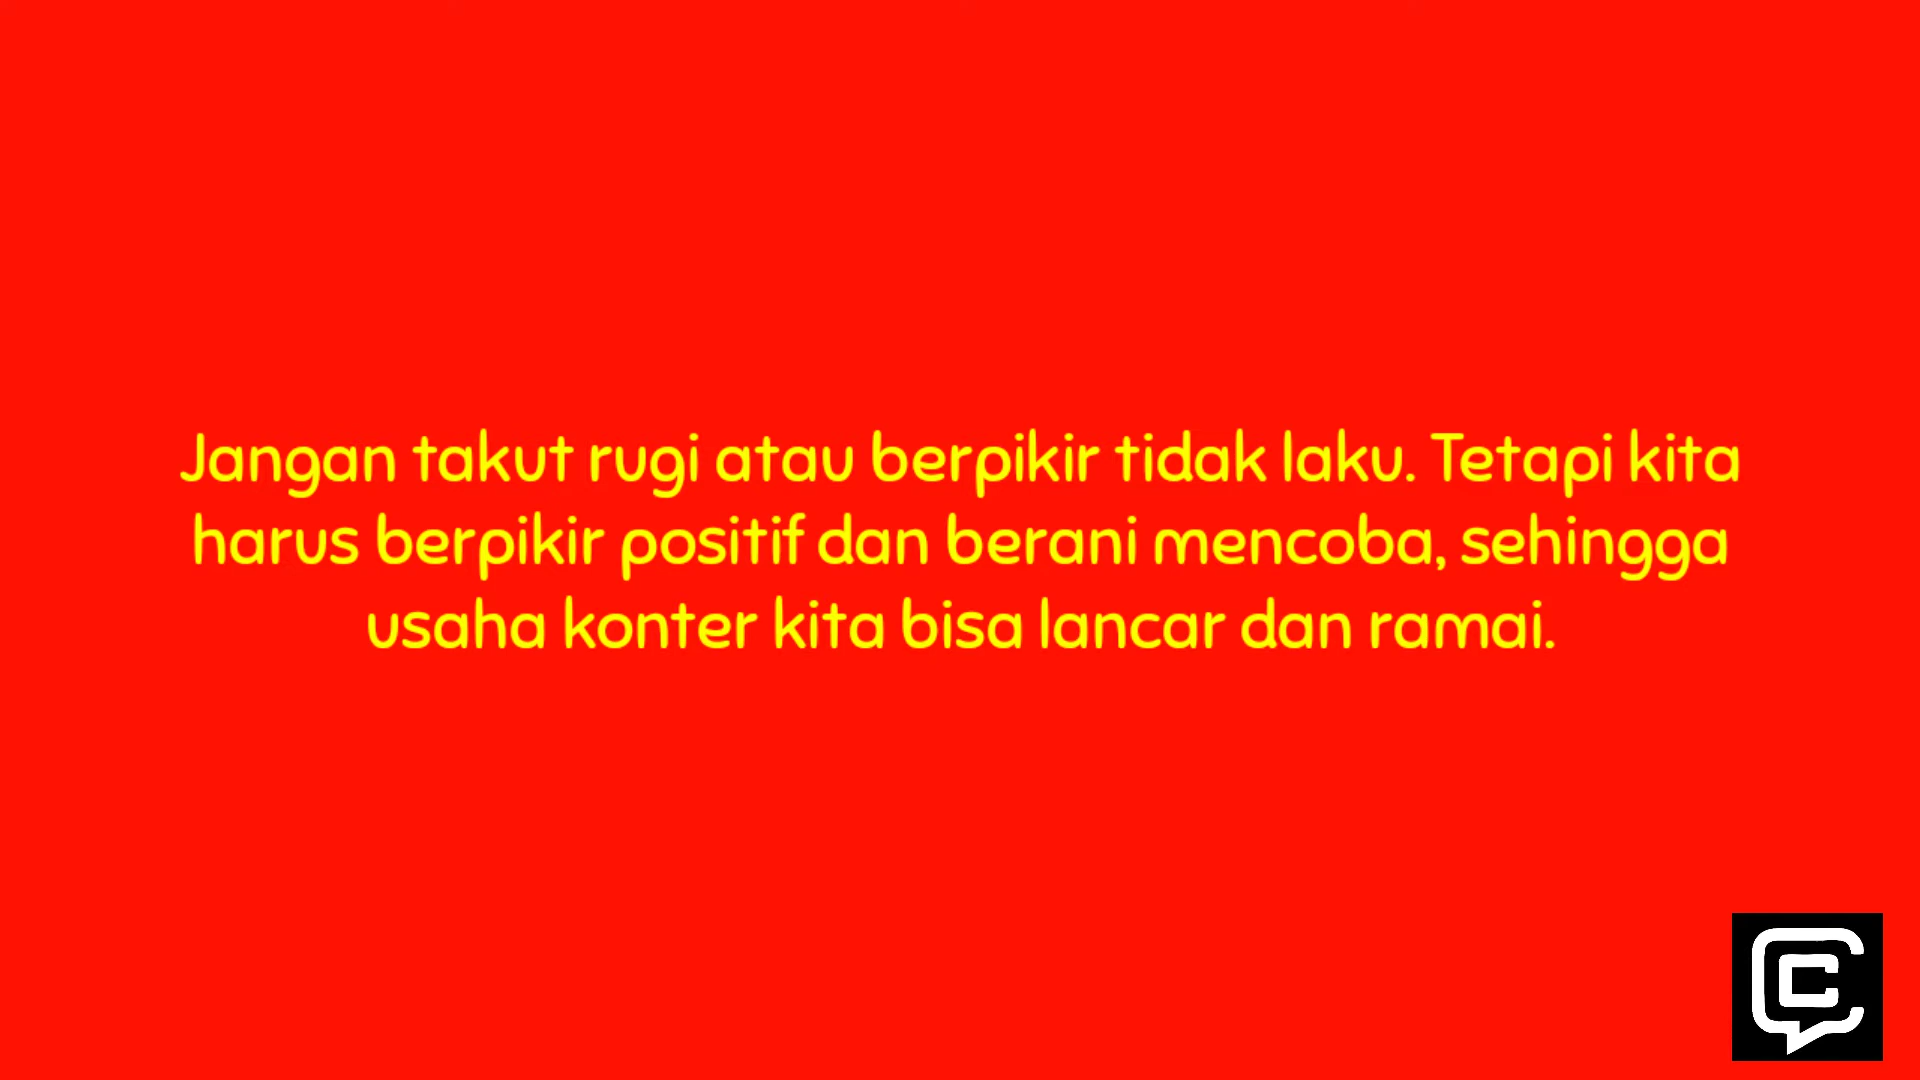 Jangan takut rugi atau berpikir tidak laku. Tetapi kita
harus berpikir positif dan berani mencoba, sehingga
usaha konter kita bisa lancar dan ramai.